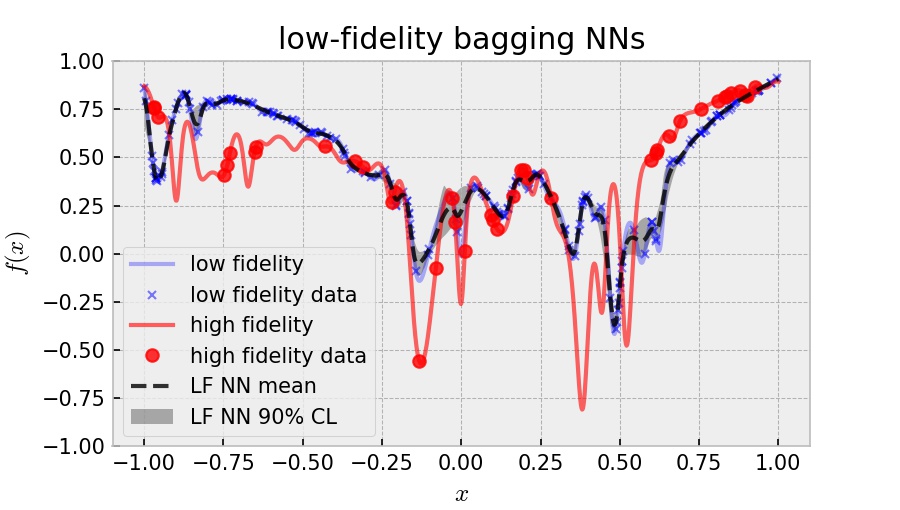 low-fidelity bagging NNs
1.00
0.75
0.50
0.25
0.00
−0.25
−0.50
−0.75
−1.00
f(x)
low fidelity
low fidelity data
high fidelity
high fidelity data
LF NN mean
LF NN 90% CL
−1.00 −0.75 −0.50 −0.25 0.00 0.25 0.50 0.75 1.00
x